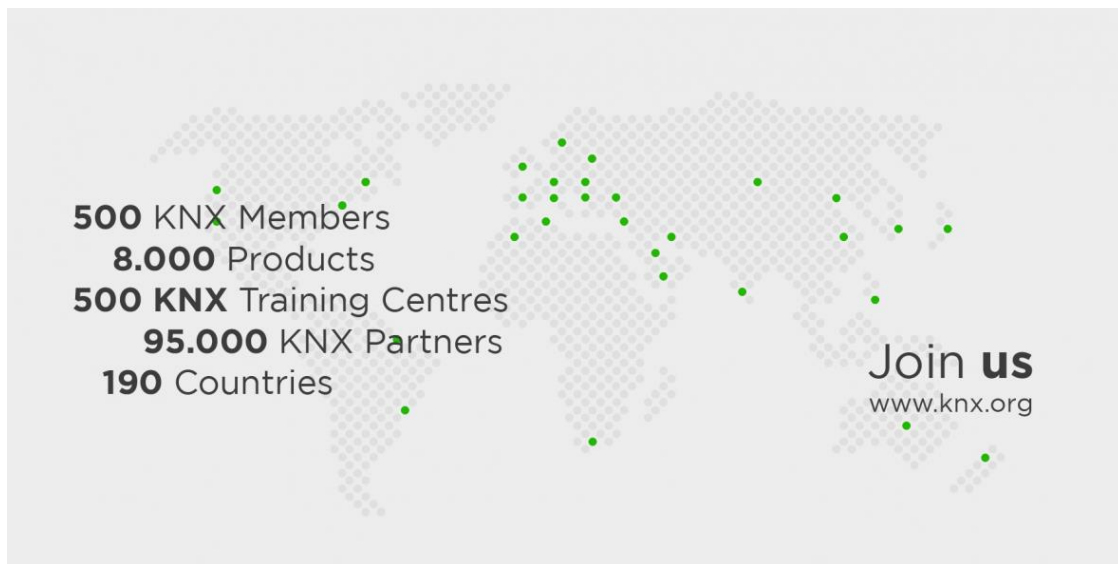 500 KNX Members
8.000 Products
500 KNX Training Centres
95.000 KNX Partners
190 Countries
Join us
www.knx.org